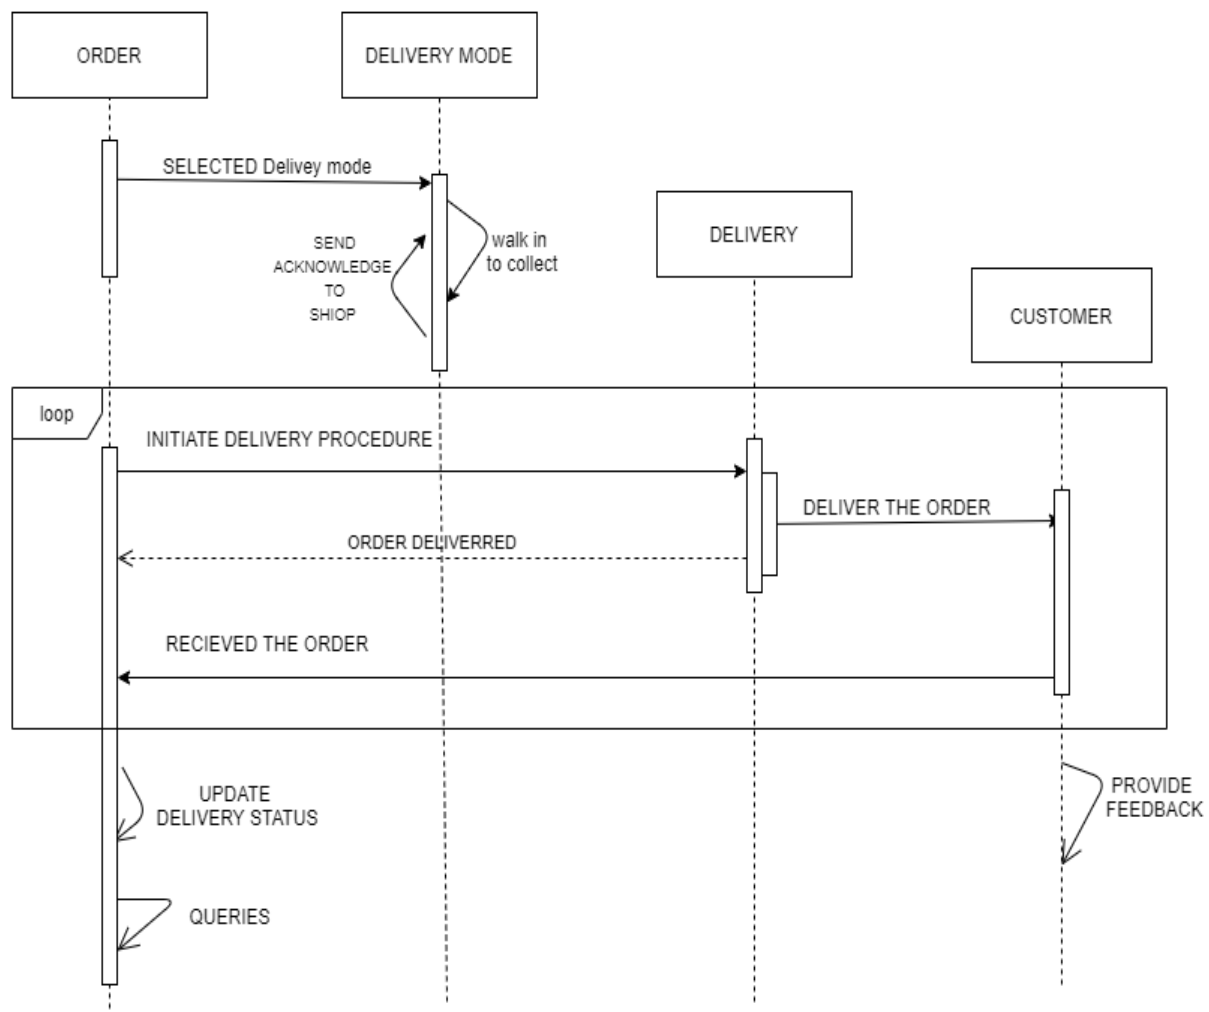 ORDER
DELIVERY MODE
SELECTED Delivey mode
DELIVERY
walk in
to collect
SEND
ACKNOWLEDGE
TO
SHIOP
CUSTOMER
loop
INITIATE DELIVERY PROCEDURE
DELIVER THE ORDER
ORDER DELIVERRED
RECIEVED THE ORDER
UPDATE
DELIVERY STATUS
PROVIDE
FEEDBACK
QUERIES